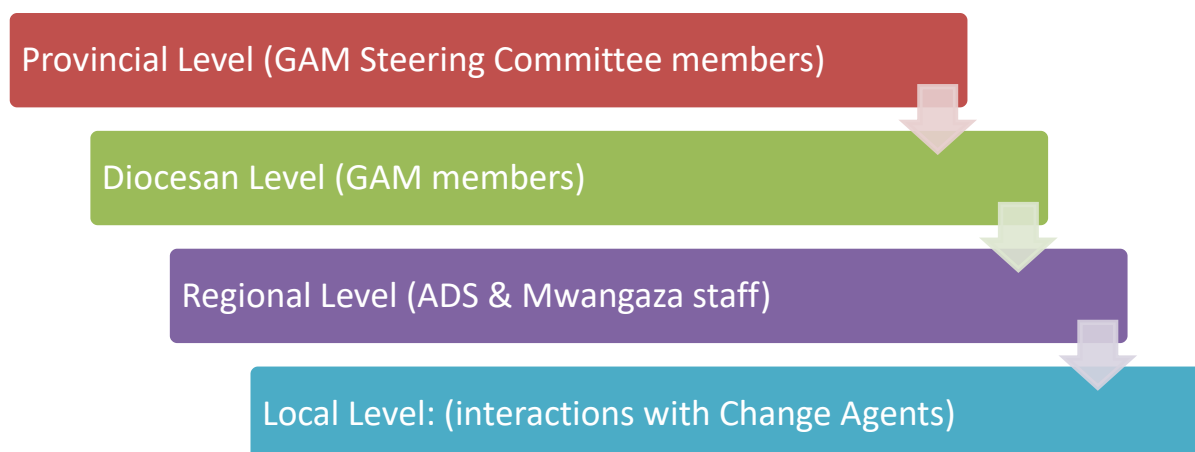 Provincial Level (GAM Steering Committee members)
Diocesan Level (GAM members)
Regional Level (ADS & Mwangaza staff)
Local Level: (interactions with Change Agents)